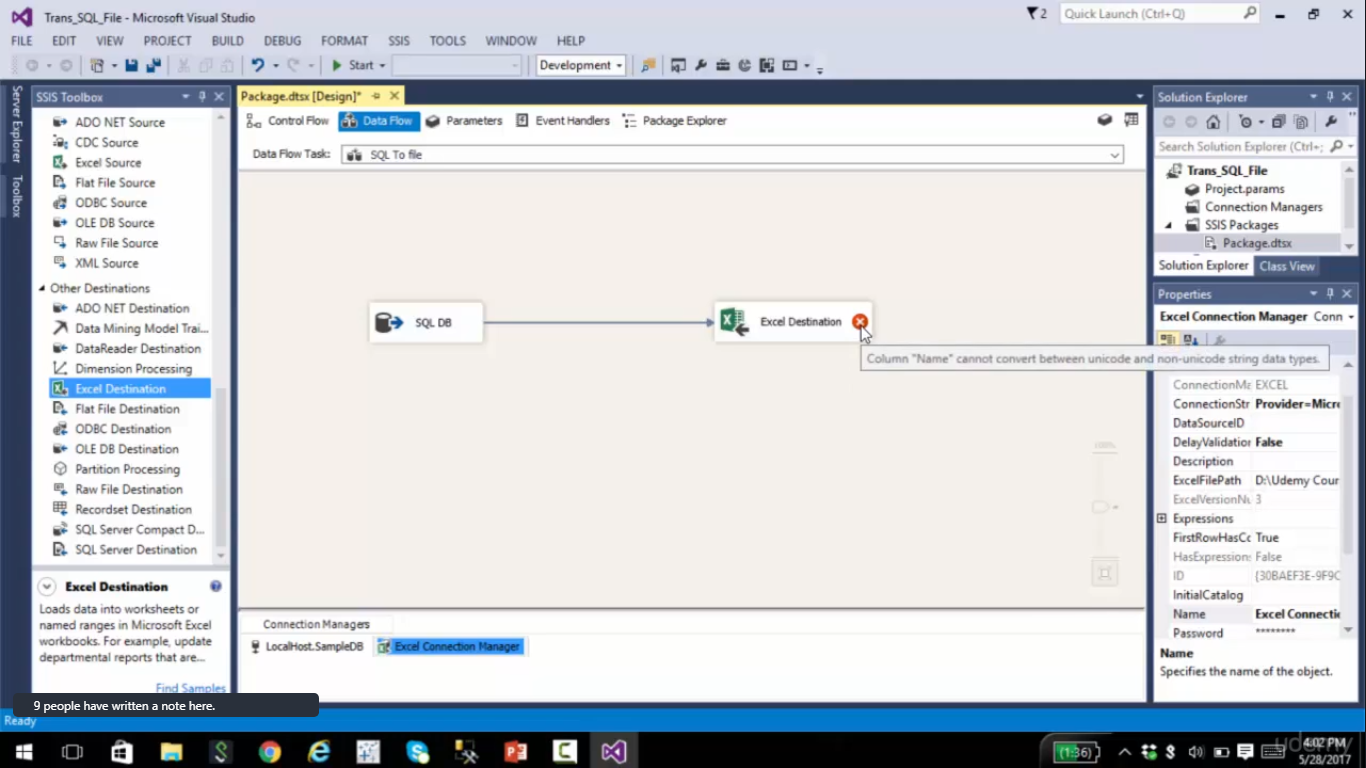 Trans_SQL_File - Microsoft Visual Studio
2
Quick Launch (Ctrl+Q)
FILE EDIT VIEW PROJECT BUILD DEBUG FORMAT SSIS TOOLS WINDOW HELP
Start
Development
Server Explorer
Toolbox
SSIS Toolbox
ADO NET Source
CDC Source
Excel Source
Flat File Source
ODBC Source
OLE DB Source
Raw File Source
XML Source
Other Destinations
ADO NET Destination
Data Mining Model Trai...
DataReader Destination
Dimension Processing
Excel Destination
Flat File Destination
ODBC Destination
OLE DB Destination
Partition Processing
Raw File Destination
Recordset Destination
SQL Server Compact D...
SQL Server Destination
Excel Destination
Loads data into worksheets or
named ranges in Microsoft Excel
workbooks. For example, update
departmental reports that are...
Find Samples
Package.dtsx [Design]*
Control Flow Data Flow Parameters Event Handlers Package Explorer
Data Flow Task: SQL To file
SQL DB
Excel Destination
Column "Name" cannot convert between unicode and non-unicode string data types.
Connection Managers
LocalHost.SampleDB Excel Connection Manager
Solution Explorer
Search Solution Explorer (Ctrl+;
Trans_SQL_File
Project.params
Connection Managers
SSIS Packages
Package.dtsx
Solution Explorer Class View
Properties
Excel Connection Manager Conn
ConnectionMa EXCEL
ConnectionStr Provider=Micro
DataSourceID
DelayValidation False
Description
ExcelFilePath D:\Udemy Cour
ExcelVersionNu 3
Expressions
FirstRowHasCo True
HasExpressions False
ID {30BAEF3E-9F9C
InitialCatalog
Name Excel Connectio
Password ********
Name
Specifies the name of the object.
9 people have written a note here.
Ready
(1:36)
4:02 PM
5/28/2017
udemy